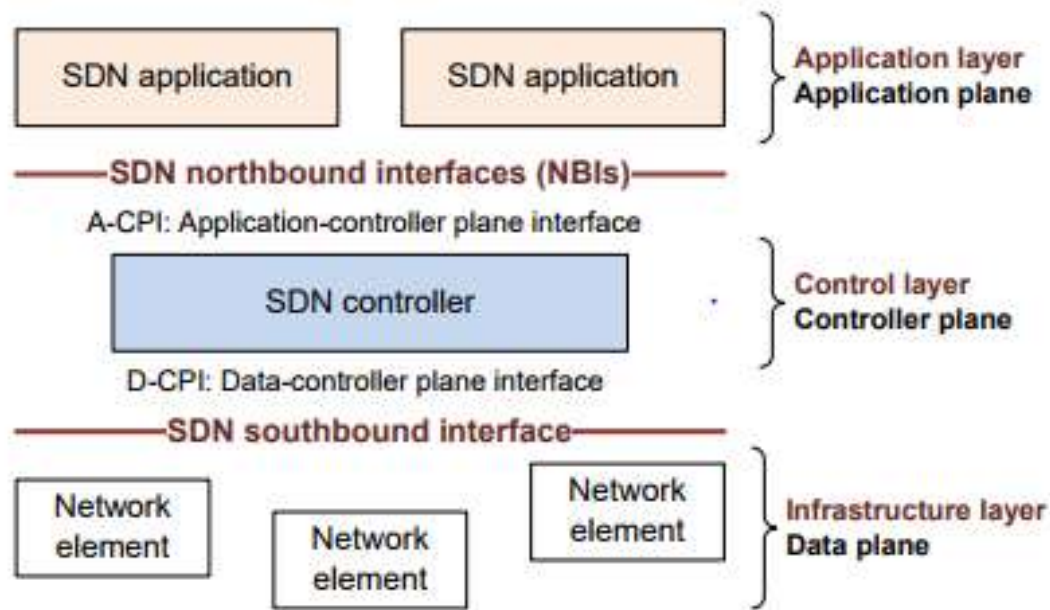 SDN application
SDN application
Application layer
Application plane
SDN northbound interfaces (NBIs)
A-CPI: Application-controller plane interface
SDN controller
Control layer
Controller plane
D-CPI: Data-controller plane interface
SDN southbound interface
Network
element
Network
element
Network
element
Infrastructure layer
Data plane